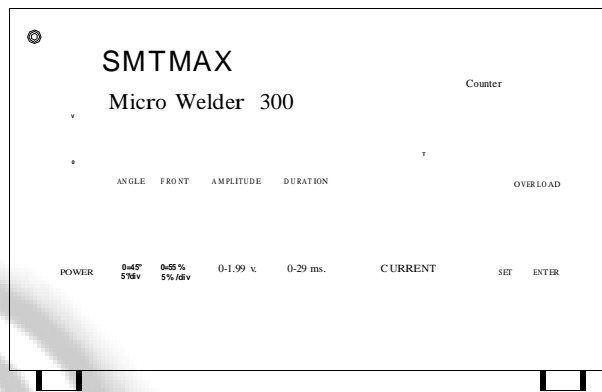 SMTMAX
Counter
Micro Welder 300
V
T
0
ANGLE FRONT AMPLITUDE DURATION OVERLOAD
POWER 0=45° 0=55 % 0-1.99 v. 0-29 ms. CURRENT SET ENTER
5°/div 5% /div